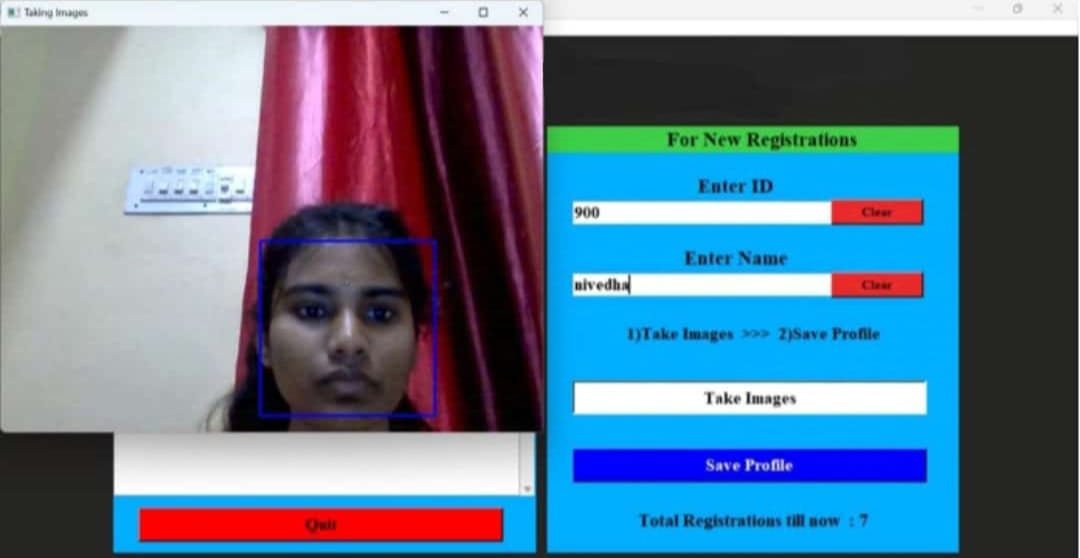 Taking Images
For New Registrations
Enter ID
900
Clear
Enter Name
nivedha
Clear
1)Take Images >>> 2)Save Profile
Take Images
Save Profile
Quit
Total Registrations till now : 7